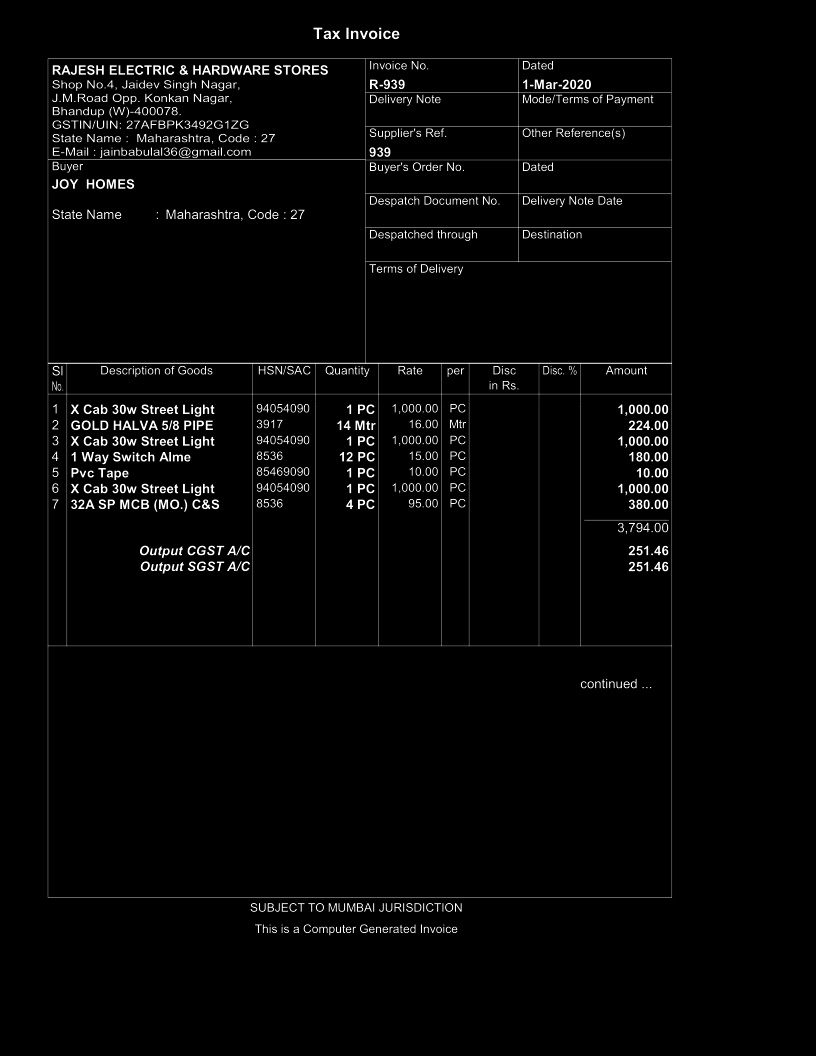 Tax Invoice
RAJESH ELECTRIC & HARDWARE STORES
Shop No.4, Jaidev Singh Nagar,
J.M.Road Opp. Konkan Nagar,
Bhandup (W)-400078.
GSTIN/UIN: 27AFBPK3492G1ZG
State Name : Maharashtra, Code : 27
E-Mail : jainbabulal36@gmail.com
Invoice No. Dated
R-939 1-Mar-2020
Delivery Note Mode/Terms of Payment
Supplier's Ref. Other Reference(s)
939
Buyer
JOY HOMES
State Name : Maharashtra, Code : 27
Buyer's Order No. Dated
Despatch Document No. Delivery Note Date
Despatched through Destination
Terms of Delivery
Sl Description of Goods HSN/SAC Quantity Rate per Disc Disc. % Amount
No. in Rs.
1 X Cab 30w Street Light 94054090 1 PC 1,000.00 PC 1,000.00
2 GOLD HALVA 5/8 PIPE 3917 14 Mtr 16.00 Mtr 224.00
3 X Cab 30w Street Light 94054090 1 PC 1,000.00 PC 1,000.00
4 1 Way Switch Alme 8536 12 PC 15.00 PC 180.00
5 Pvc Tape 85469090 1 PC 10.00 PC 10.00
6 X Cab 30w Street Light 94054090 1 PC 1,000.00 PC 1,000.00
7 32A SP MCB (MO.) C&S 8536 4 PC 95.00 PC 380.00
3,794.00
Output CGST A/C 251.46
Output SGST A/C 251.46
continued ...
SUBJECT TO MUMBAI JURISDICTION
This is a Computer Generated Invoice